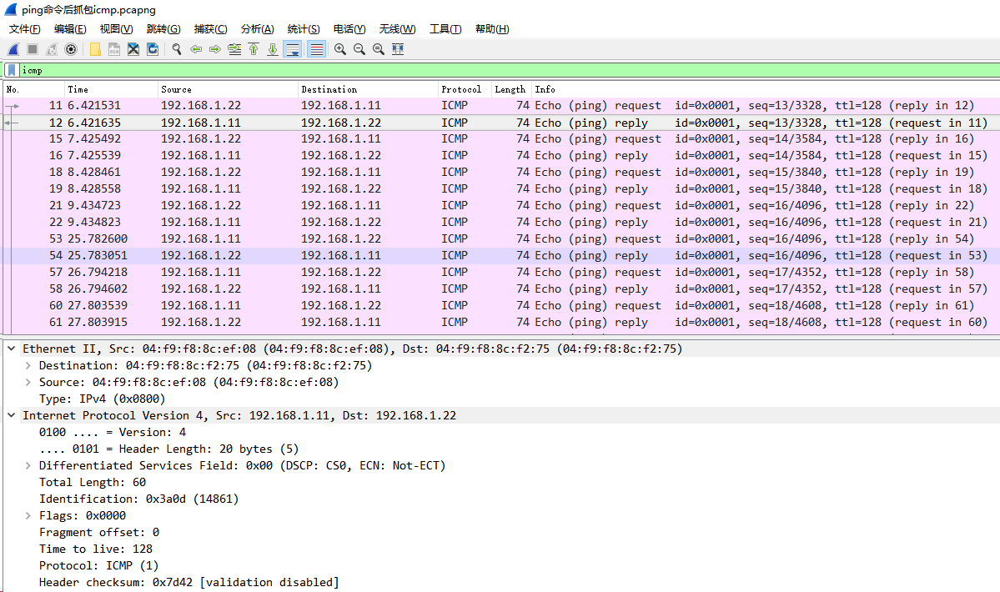 ping命令后抓包icmp.pcapng
文件(F) 编辑(E) 视图(V) 跳转(G) 捕获(C) 分析(A) 统计(S) 电话(Y) 无线(W) 工具(T) 帮助(H)
icmp
No. Time Source Destination Protocol Length Info
11 6.421531 192.168.1.22 192.168.1.11 ICMP 74 Echo (ping) request id=0x0001, seq=13/3328, ttl=128 (reply in 12)
12 6.421635 192.168.1.11 192.168.1.22 ICMP 74 Echo (ping) reply id=0x0001, seq=13/3328, ttl=128 (request in 11)
15 7.425492 192.168.1.22 192.168.1.11 ICMP 74 Echo (ping) request id=0x0001, seq=14/3584, ttl=128 (reply in 16)
16 7.425539 192.168.1.11 192.168.1.22 ICMP 74 Echo (ping) reply id=0x0001, seq=14/3584, ttl=128 (request in 15)
18 8.428461 192.168.1.22 192.168.1.11 ICMP 74 Echo (ping) request id=0x0001, seq=15/3840, ttl=128 (reply in 19)
19 8.428558 192.168.1.11 192.168.1.22 ICMP 74 Echo (ping) reply id=0x0001, seq=15/3840, ttl=128 (request in 18)
21 9.434723 192.168.1.22 192.168.1.11 ICMP 74 Echo (ping) request id=0x0001, seq=16/4096, ttl=128 (reply in 22)
22 9.434823 192.168.1.11 192.168.1.22 ICMP 74 Echo (ping) reply id=0x0001, seq=16/4096, ttl=128 (request in 21)
53 25.782600 192.168.1.11 192.168.1.22 ICMP 74 Echo (ping) request id=0x0001, seq=16/4096, ttl=128 (reply in 54)
54 25.783051 192.168.1.22 192.168.1.11 ICMP 74 Echo (ping) reply id=0x0001, seq=16/4096, ttl=128 (request in 53)
57 26.794218 192.168.1.11 192.168.1.22 ICMP 74 Echo (ping) request id=0x0001, seq=17/4352, ttl=128 (reply in 58)
58 26.794602 192.168.1.22 192.168.1.11 ICMP 74 Echo (ping) reply id=0x0001, seq=17/4352, ttl=128 (request in 57)
60 27.803539 192.168.1.11 192.168.1.22 ICMP 74 Echo (ping) request id=0x0001, seq=18/4608, ttl=128 (reply in 61)
61 27.803915 192.168.1.22 192.168.1.11 ICMP 74 Echo (ping) reply id=0x0001, seq=18/4608, ttl=128 (request in 60)
Ethernet II, Src: 04:f9:f8:8c:ef:08 (04:f9:f8:8c:ef:08), Dst: 04:f9:f8:8c:f2:75 (04:f9:f8:8c:f2:75)
Destination: 04:f9:f8:8c:f2:75 (04:f9:f8:8c:f2:75)
Source: 04:f9:f8:8c:ef:08 (04:f9:f8:8c:ef:08)
Type: IPv4 (0x0800)
Internet Protocol Version 4, Src: 192.168.1.11, Dst: 192.168.1.22
0100 .... = Version: 4
.... 0101 = Header Length: 20 bytes (5)
Differentiated Services Field: 0x00 (DSCP: CS0, ECN: Not-ECT)
Total Length: 60
Identification: 0x3a0d (14861)
Flags: 0x0000
Fragment offset: 0
Time to live: 128
Protocol: ICMP (1)
Header checksum: 0x7d42 [validation disabled]